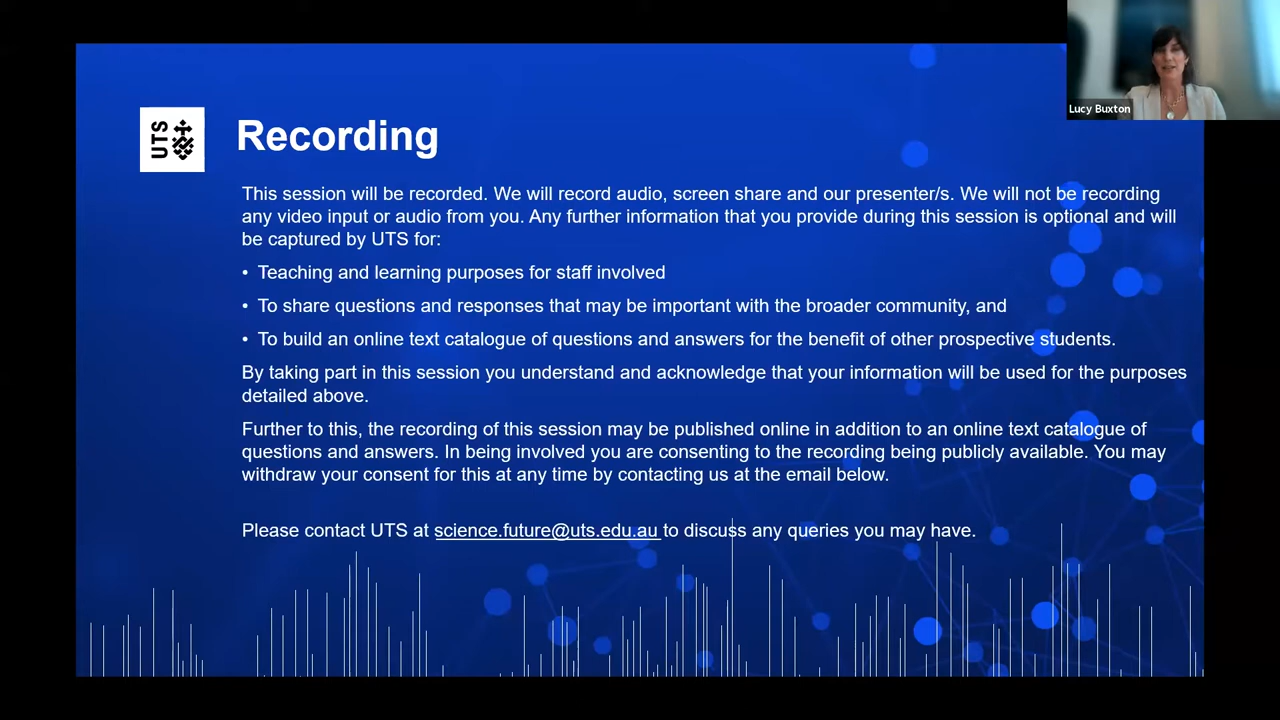 Lucy Buxton
UTS
Recording
This session will be recorded. We will record audio, screen share and our presenter/s. We will not be recording
any video input or audio from you. Any further information that you provide during this session is optional and will
be captured by UTS for:
• Teaching and learning purposes for staff involved
• To share questions and responses that may be important with the broader community, and
• To build an online text catalogue of questions and answers for the benefit of other prospective students.
By taking part in this session you understand and acknowledge that your information will be used for the purposes
detailed above.
Further to this, the recording of this session may be published online in addition to an online text catalogue of
questions and answers. In being involved you are consenting to the recording being publicly available. You may
withdraw your consent for this at any time by contacting us at the email below.
Please contact UTS at science.future@uts.edu.au to discuss any queries you may have.